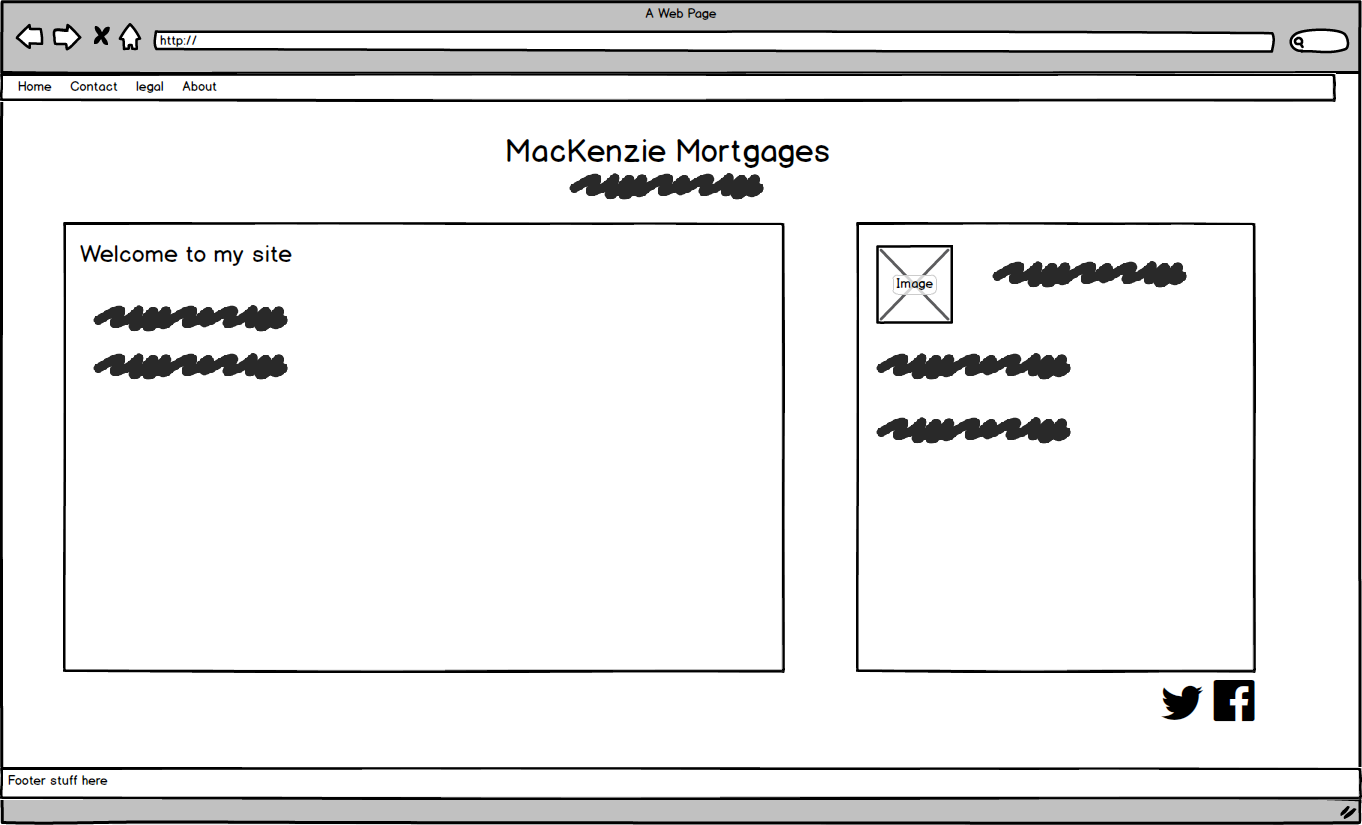 A Web Page
http://
Home Contact legal About
MacKenzie Mortgages
Welcome to my site
Image
Footer stuff here